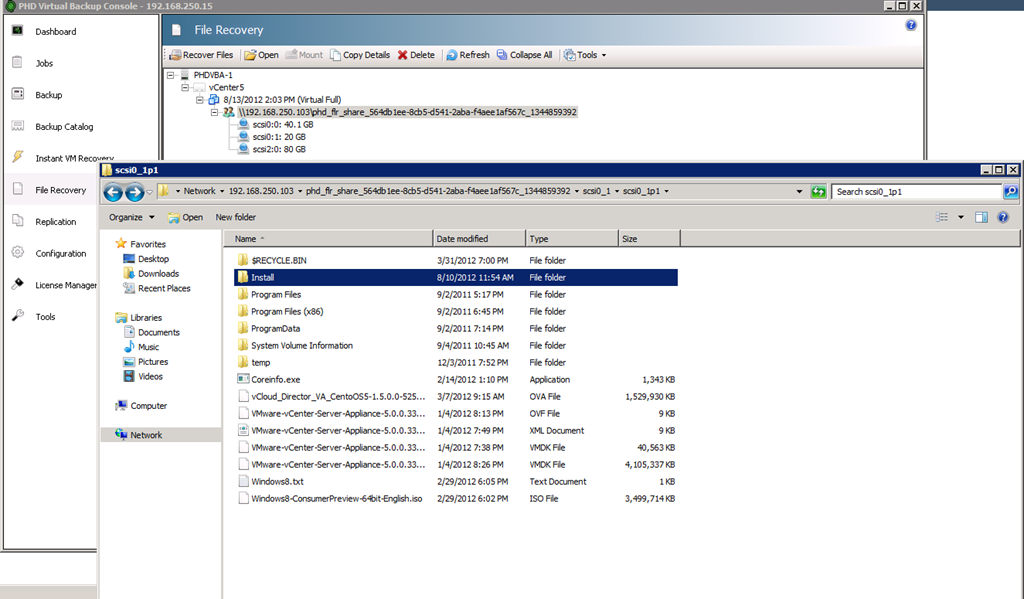 PHD Virtual Backup Console - 192.168.250.15
Dashboard
Jobs
Backup
Backup Catalog
Instant VM Recovery
File Recovery
Replication
Configuration
License Manager
Tools
File Recovery
Recover Files Open Mount Copy Details Delete Refresh Collapse All Tools
PHDVBA-1
vCenter5
8/13/2012 2:03 PM (Virtual Full)
\\192.168.250.103\phd_flr_share_564db1ee-8cb5-d541-2aba-f4aee1af567c_1344859392
scsi0:0: 40.1 GB
scsi0:1: 20 GB
scsi2:0: 80 GB
scsi0_1p1
Network 192.168.250.103 phd_flr_share_564db1ee-8cb5-d541-2aba-f4aee1af567c_1344859392 scsi0_1 scsi0_1p1
Search scsi0_1p1
Organize Open New folder
Favorites
Desktop
Downloads
Recent Places
Libraries
Documents
Music
Pictures
Videos
Computer
Network
Name Date modified Type Size
$RECYCLE.BIN 3/31/2012 7:00 PM File folder
Install 8/10/2012 11:54 AM File folder
Program Files 9/2/2011 5:17 PM File folder
Program Files (x86) 9/2/2011 6:45 PM File folder
ProgramData 9/2/2011 7:14 PM File folder
System Volume Information 9/4/2011 10:45 AM File folder
temp 12/3/2011 7:52 PM File folder
Coreinfo.exe 2/14/2012 1:10 PM Application 1,343 KB
vCloud_Director_VA_CentoOS5-1.5.0.0-525... 3/7/2012 9:15 AM OVA File 1,529,930 KB
VMware-vCenter-Server-Appliance-5.0.0.33... 1/4/2012 8:13 PM OVF File 9 KB
VMware-vCenter-Server-Appliance-5.0.0.33... 1/4/2012 7:49 PM XML Document 9 KB
VMware-vCenter-Server-Appliance-5.0.0.33... 1/4/2012 7:38 PM VMDK File 40,563 KB
VMware-vCenter-Server-Appliance-5.0.0.33... 1/4/2012 8:26 PM VMDK File 4,105,337 KB
Windows8.txt 2/29/2012 6:05 PM Text Document 1 KB
Windows8-ConsumerPreview-64bit-English.iso 2/29/2012 6:02 PM ISO File 3,499,714 KB